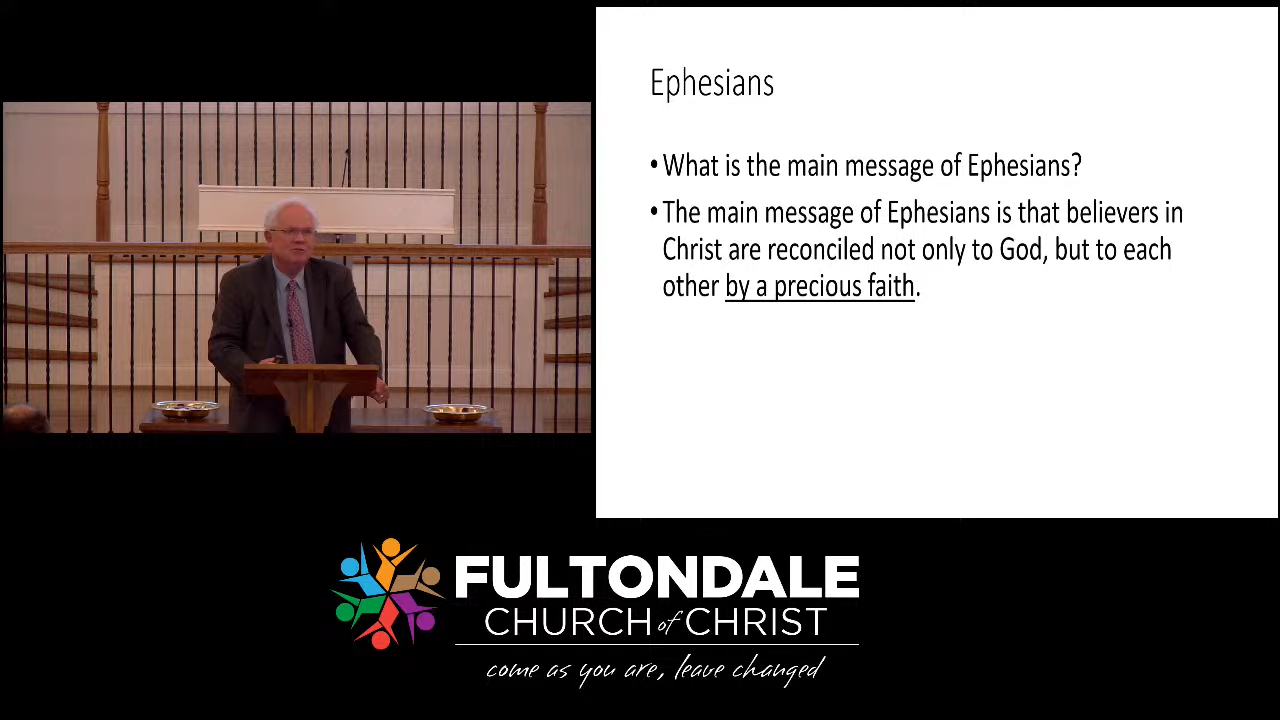 Ephesians
•What is the main message of Ephesians?
•The main message of Ephesians is that believers in
Christ are reconciled not only to God, but to each
other by a precious faith.
FULTONDALE
CHURCH of CHRIST
come as you are, leave changed